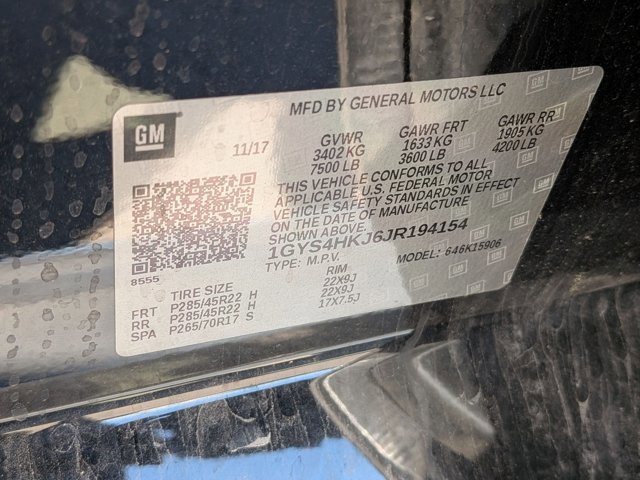 MFD BY GENERAL MOTORS LLC
GM
11/17
GVWR GAWR FRT GAWR RR
3402 KG 1633 KG 1905 KG
7500 LB 3600 LB 4200 LB
THIS VEHICLE CONFORMS TO ALL
APPLICABLE U.S. FEDERAL MOTOR
VEHICLE SAFETY STANDARDS IN EFFECT
ON THE DATE OF MANUFACTURE
SHOWN ABOVE.
1GYS4HKJ6JR194154
TYPE: M.P.V. MODEL: 646K15906
8555
TIRE SIZE RIM
FRT P285/45R22 H 22X9J
RR P285/45R22 H 22X9J
SPA P265/70R17 S 17X7.5J